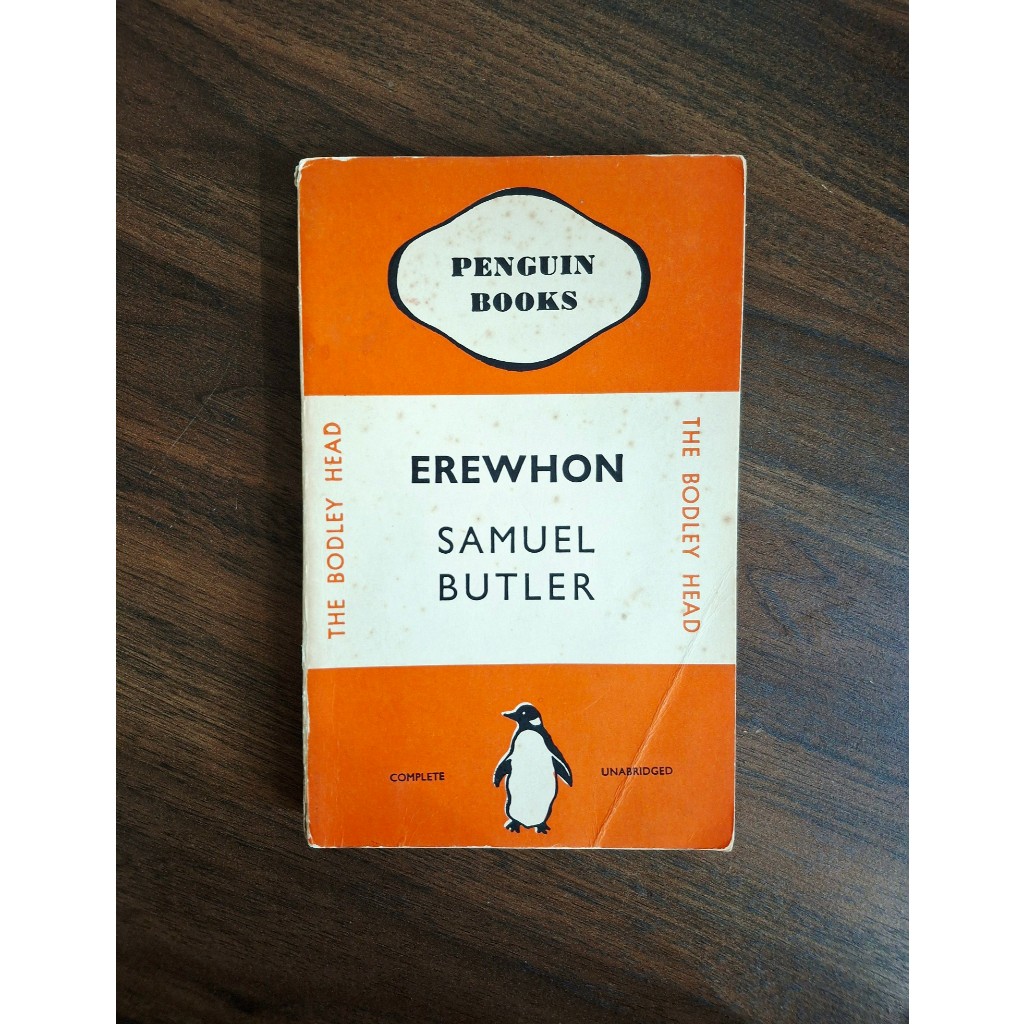 PENGUIN
BOOKS
THE BODLEY HEAD
THE BODLEY HEAD
EREWHON
SAMUEL
BUTLER
COMPLETE
UNABRIDGED